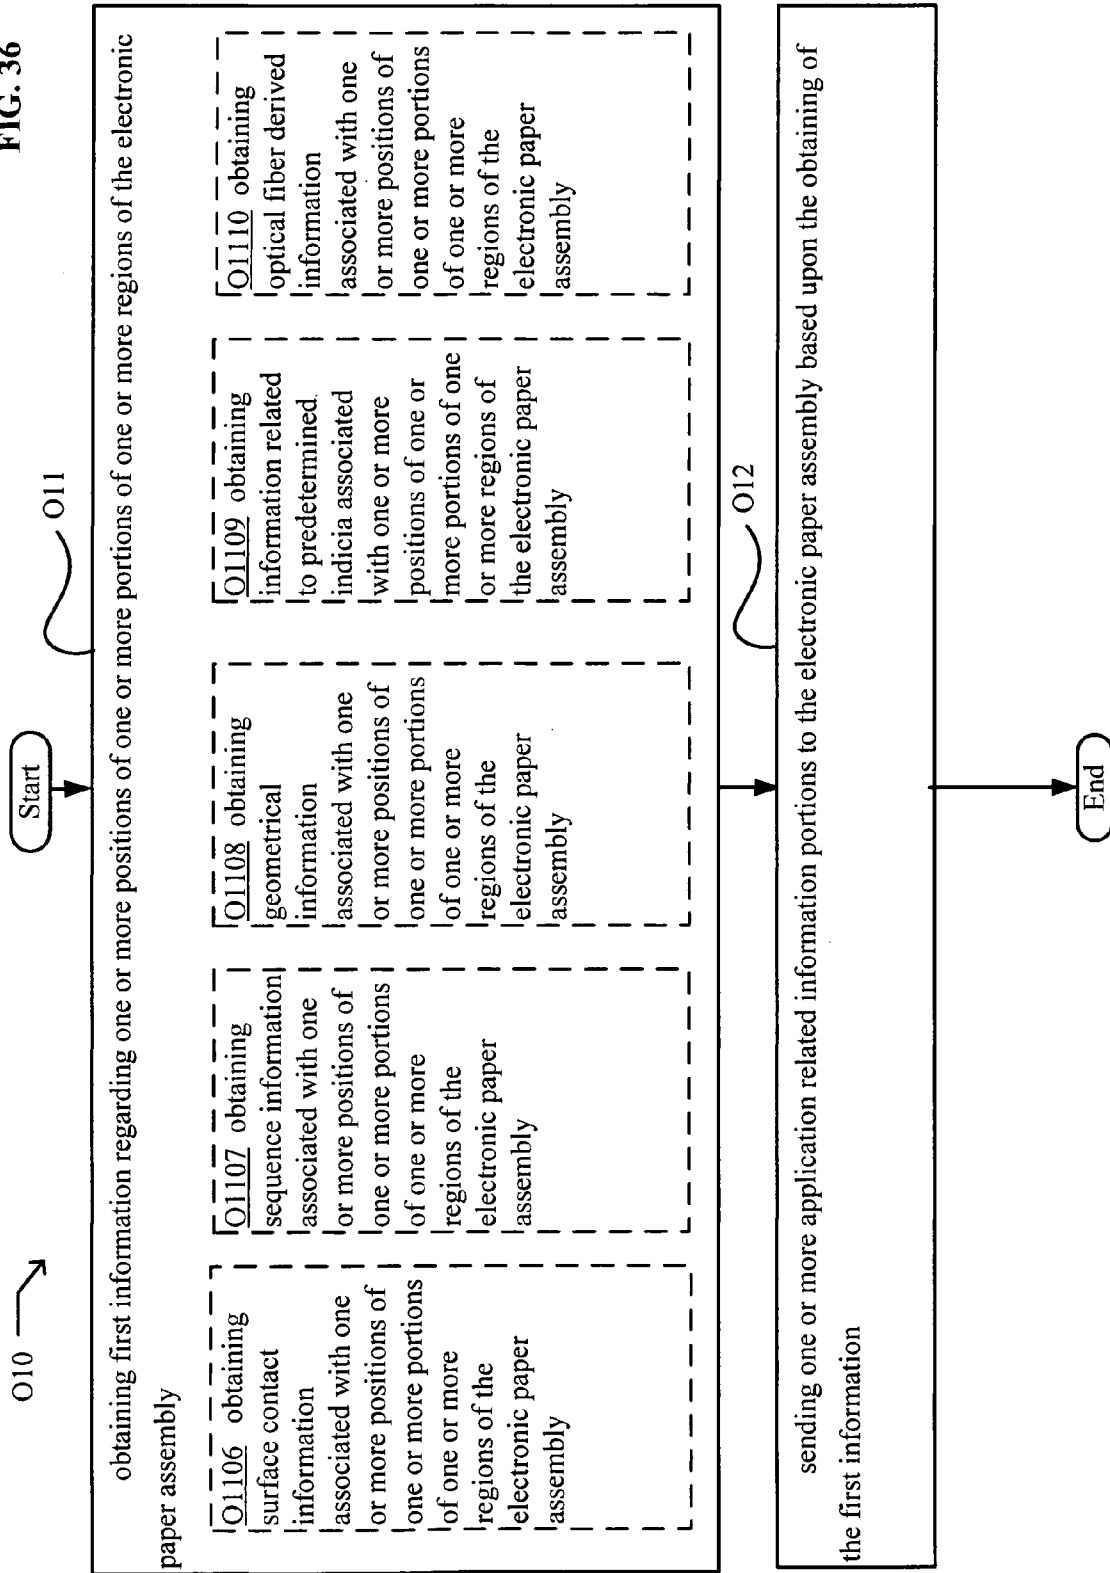 FIG. 36
O10
Start
O11
obtaining first information regarding one or more positions of one or more portions of one or more regions of the electronic
paper assembly
O1106 obtaining
surface contact
information
associated with one
or more positions of
one or more portions
of one or more
regions of the
electronic paper
assembly
O1107 obtaining
sequence information
associated with one
or more positions of
one or more portions
of one or more
regions of the
electronic paper
assembly
O1108 obtaining
geometrical
information
associated with one
or more positions of
one or more portions
of one or more
regions of the
electronic paper
assembly
O1109 obtaining
information related
to predetermined
indicia associated
with one or more
positions of one or
more portions of one
or more regions of
the electronic paper
assembly
O1110 obtaining
optical fiber derived
information
associated with one
or more positions of
one or more portions
of one or more
regions of the
electronic paper
assembly
O12
sending one or more application related information portions to the electronic paper assembly based upon the obtaining of
the first information
End